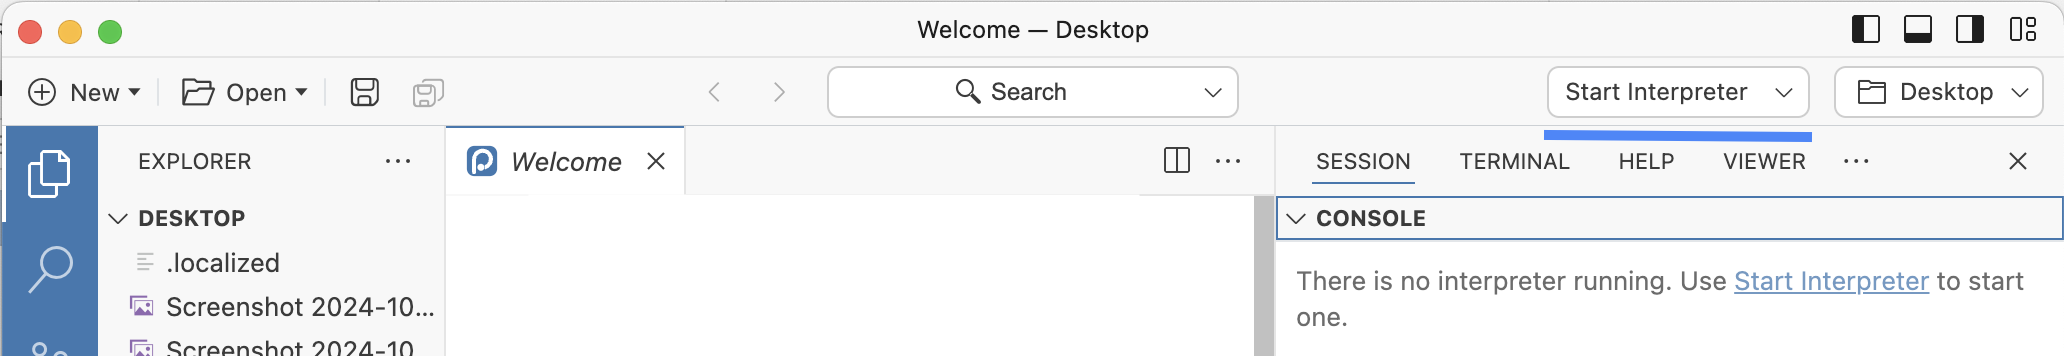 Welcome — Desktop
New Open Search Start Interpreter Desktop
EXPLORER ... Welcome ... SESSION TERMINAL HELP VIEWER ...
DESKTOP CONSOLE
.localized
There is no interpreter running. Use Start Interpreter to start
Screenshot 2024-10...
one.
Screenshot 2024-10